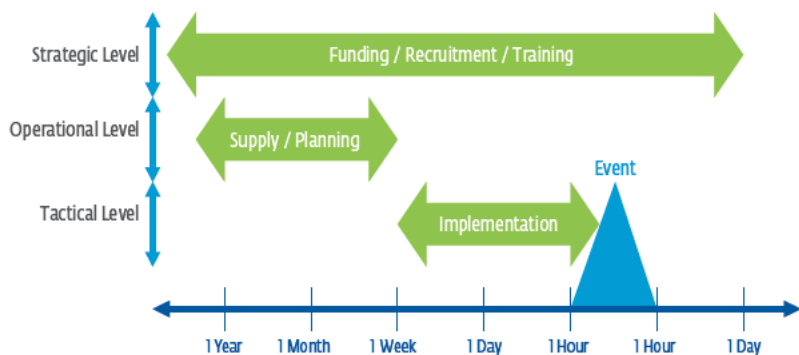 Strategic Level
Funding / Recruitment / Training
Operational Level
Supply / Planning
Event
Tactical Level
Implementation
1 Year
1 Month
1 Week
1 Day
1 Hour
1 Hour
1 Day